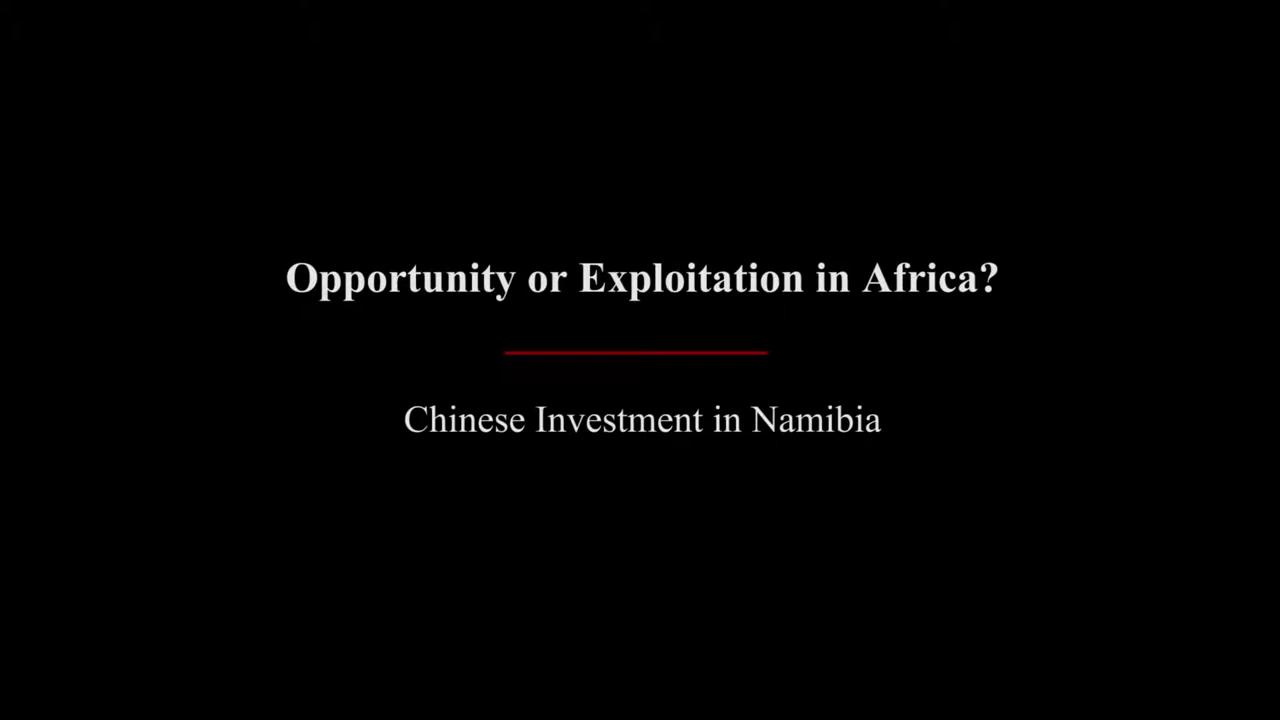 Opportunity or Exploitation in Africa?
Chinese Investment in Namibia